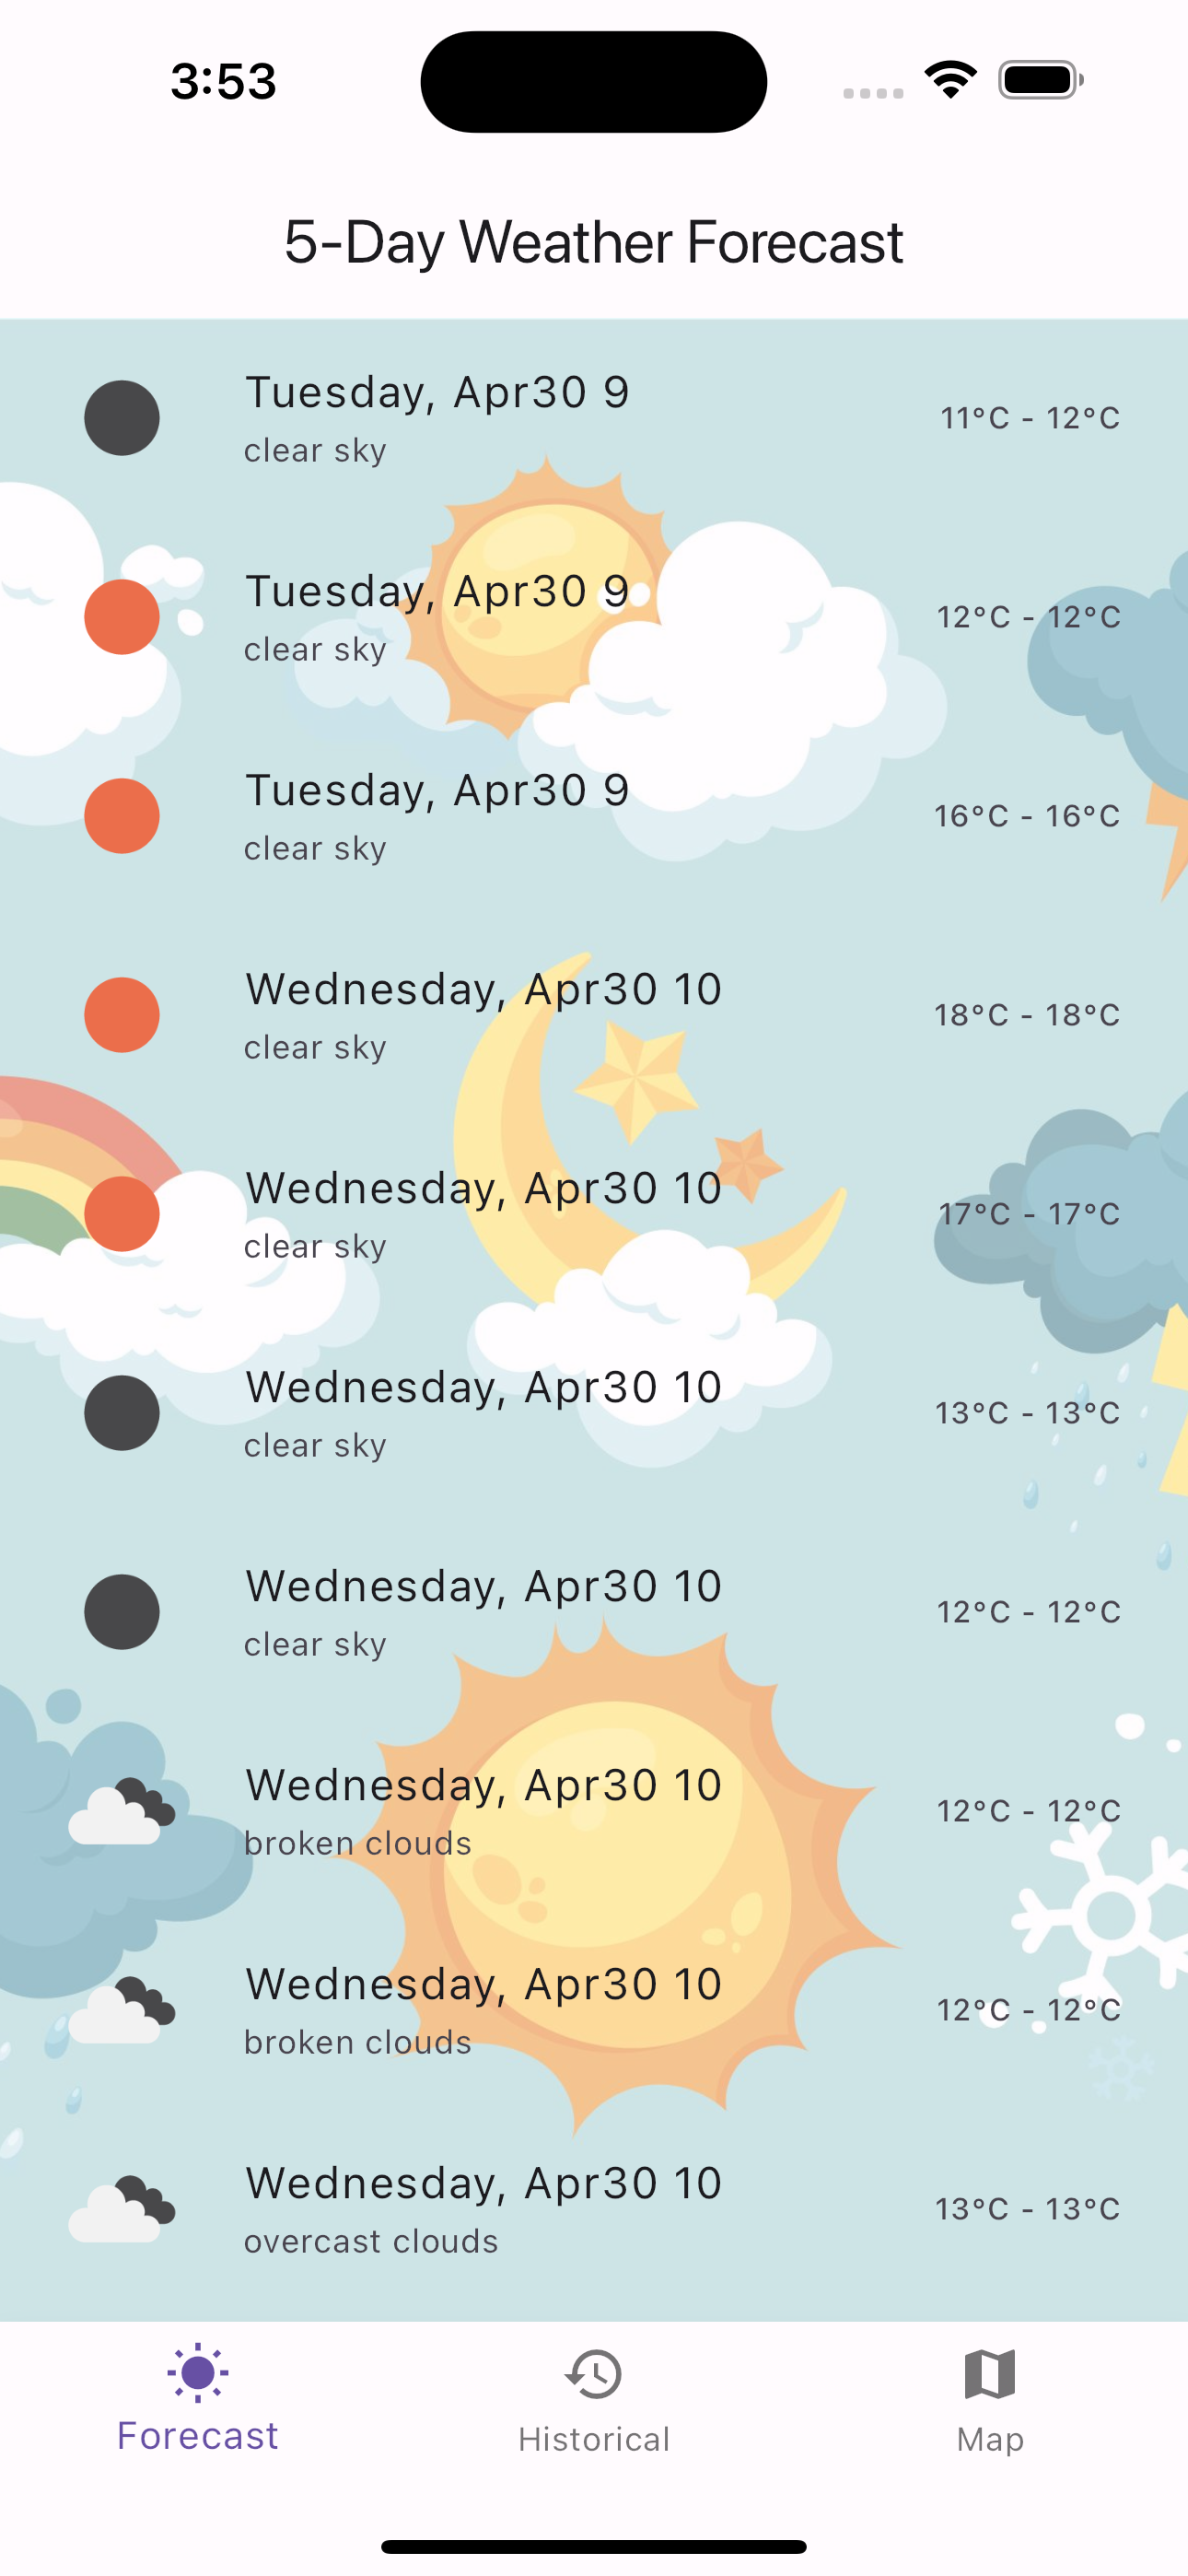 3:53
5-Day Weather Forecast
Tuesday, Apr30 9
clear sky
11°C - 12°C
Tuesday, Apr30 9
clear sky
12°C - 12°C
Tuesday, Apr30 9
clear sky
16°C - 16°C
Wednesday, Apr30 10
clear sky
18°C - 18°C
Wednesday, Apr30 10
clear sky
17°C - 17°C
Wednesday, Apr30 10
clear sky
13°C - 13°C
Wednesday, Apr30 10
clear sky
12°C - 12°C
Wednesday, Apr30 10
broken clouds
12°C - 12°C
Wednesday, Apr30 10
broken clouds
12°C - 12°C
Wednesday, Apr30 10
overcast clouds
13°C - 13°C
Forecast
Historical
Map